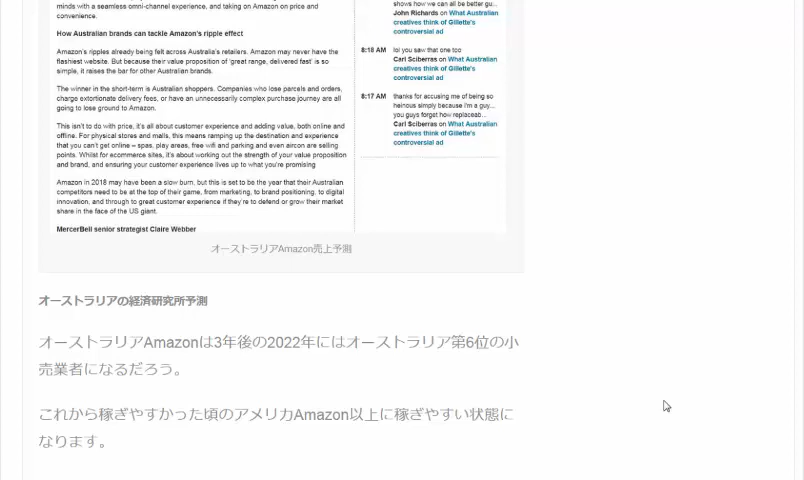 minds with a seamless omni-channel experience, and taking on Amazon on price and
convenience.
How Australian brands can tackle Amazon's ripple effect
Amazon's ripples already being felt across Australia's retailers. Amazon may never have the
flashiest website. But because their value proposition of 'great range, delivered fast' is so
simple, it raises the bar for other Australian brands.
The winner in the short-term is Australian shoppers. Companies who lose parcels and orders,
charge extortionate delivery fees, or have an unnecessarily complex purchase journey are all
going to lose ground to Amazon.
This isn't to do with price, it's all about customer experience and adding value, both online and
offline. For physical stores and malls, this means ramping up the destination and experience
that you can't get online – spas, play areas, free wifi and parking and even aircon are selling
points. Whilst for ecommerce sites, it's about working out the strength of your value proposition
and brand, and ensuring your customer experience lives up to what you're promising
Amazon in 2018 may have been a slow burn, but this is set to be the year that their Australian
competitors need to be at the top of their game, from marketing, to brand positioning, to digital
innovation, and through to great customer experience if they're to defend or grow their market
share in the face of the US giant.
MercerBell senior strategist Claire Webber
shows how we can all be better gu...
John Richards on What Australian
creatives think of Gillette's
controversial ad
8:18 AM lol you saw that one too
Carl Sciberras on What Australian
creatives think of Gillette's
controversial ad
8:17 AM thanks for accusing me of being so
heinous simply because I'm a guy...
you guys forget how replaceab...
Carl Sciberras on What Australian
creatives think of Gillette's
controversial ad
オーストラリアAmazon売上予測
オーストラリアの経済研究所予測
オーストラリアAmazonは3年後の2022年にはオーストラリア第6位の小
売業者になるだろう。
これから稼ぎやすかった頃のアメリカAmazon以上に稼ぎやすい状態に
なります。